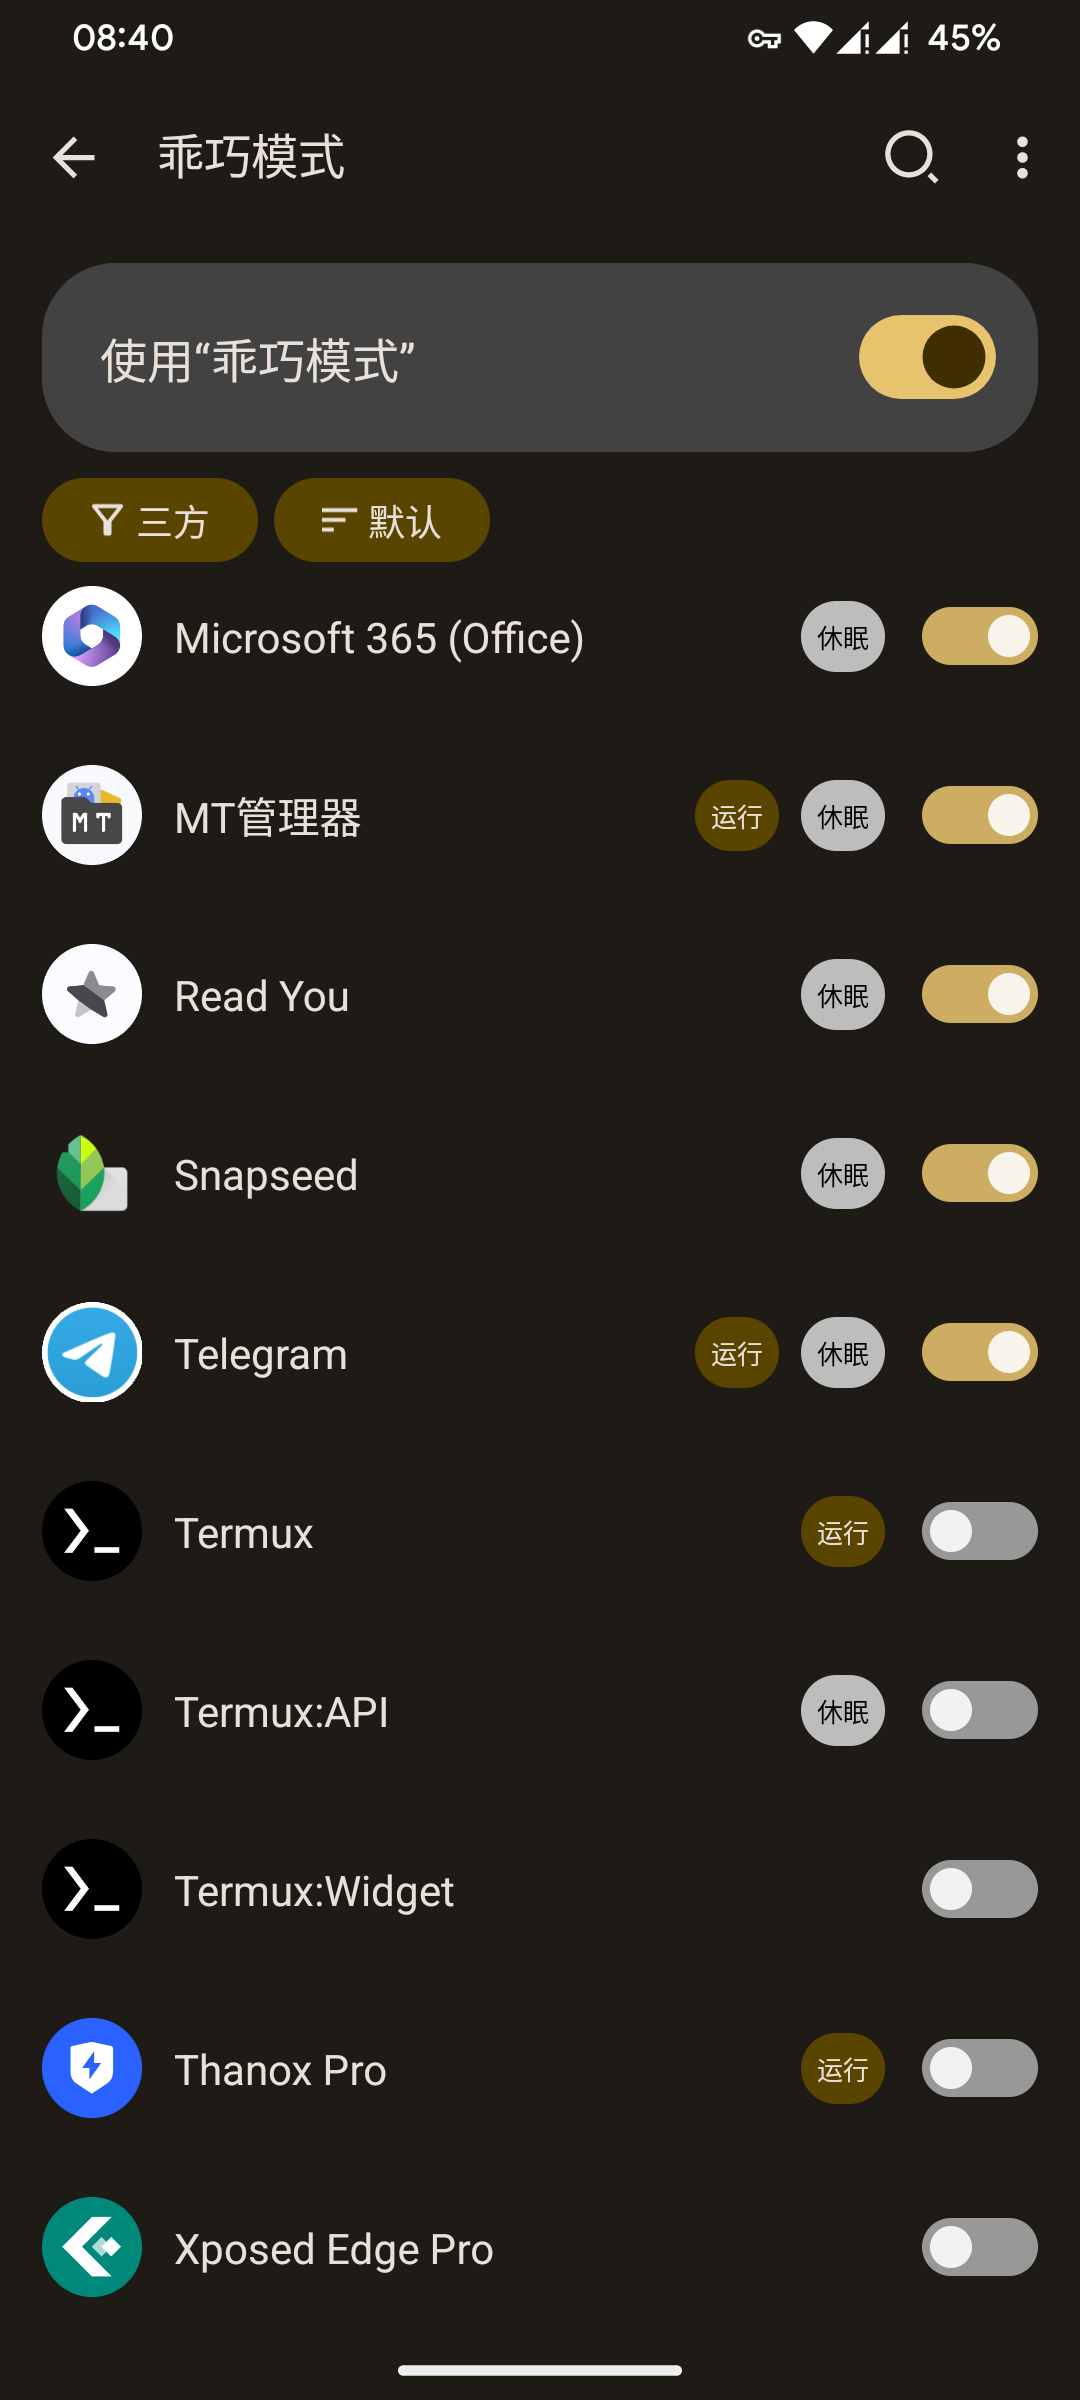 08:40 45%
乖巧模式
使用“乖巧模式”
三方 默认
Microsoft 365 (Office) 休眠
MT管理器 运行 休眠
Read You 休眠
Snapseed 休眠
Telegram 运行 休眠
Termux 运行
Termux:API 休眠
Termux:Widget
Thanox Pro 运行
Xposed Edge Pro